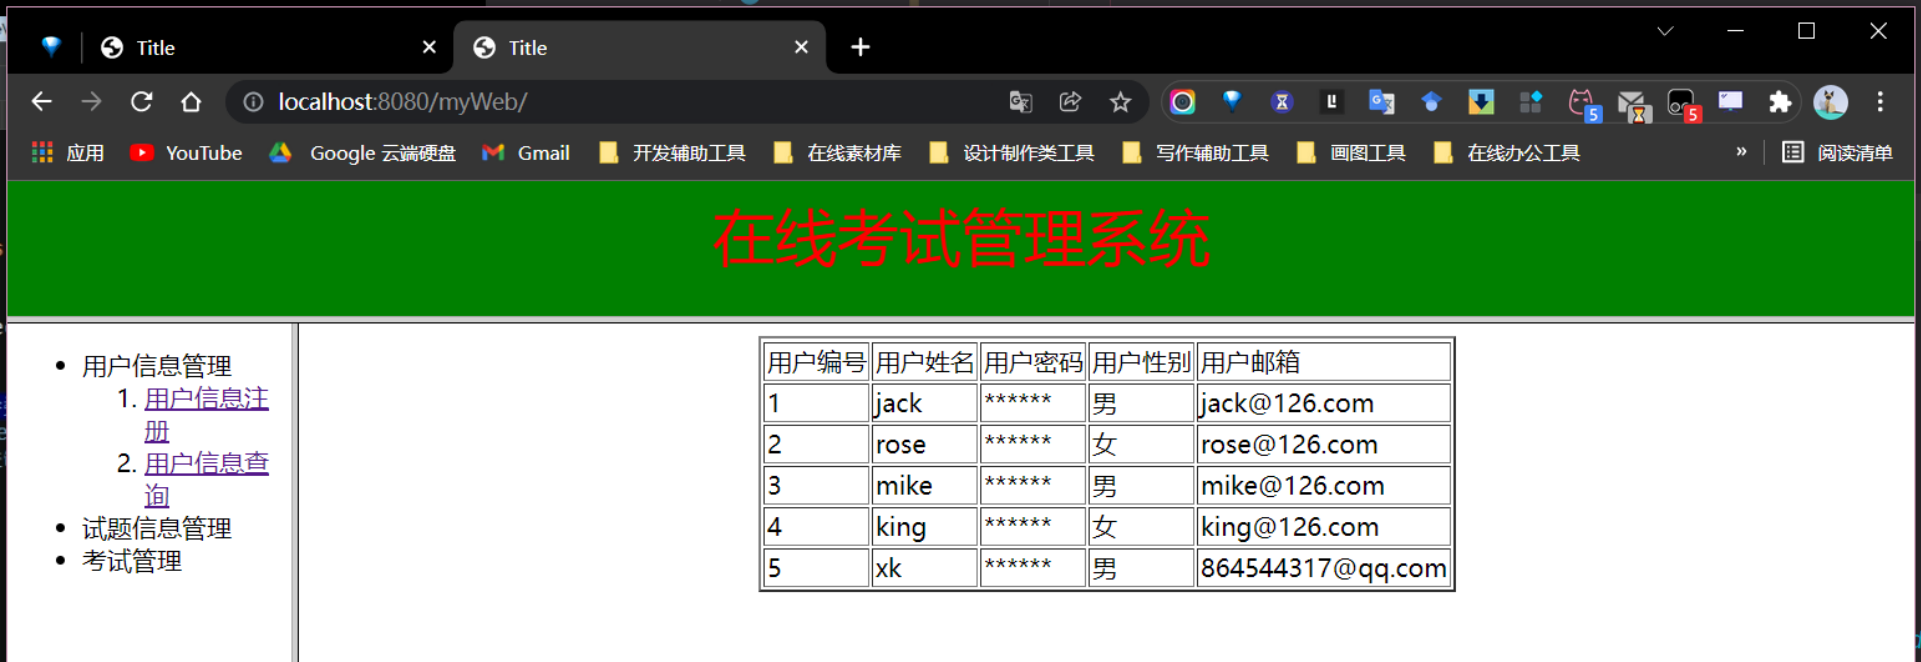 Title
Title
localhost:8080/myWeb/
5
5
应用 YouTube Google 云端硬盘 Gmail 开发辅助工具 在线素材库 设计制作类工具 写作辅助工具 画图工具 在线办公工具 » 阅读清单
在线考试管理系统
• 用户信息管理
1. 用户信息注
册
2. 用户信息查
询
• 试题信息管理
• 考试管理
用户编号 用户姓名 用户密码 用户性别 用户邮箱
1 jack ****** 男 jack@126.com
2 rose ****** 女 rose@126.com
3 mike ****** 男 mike@126.com
4 king ****** 女 king@126.com
5 xk ****** 男 864544317@qq.com